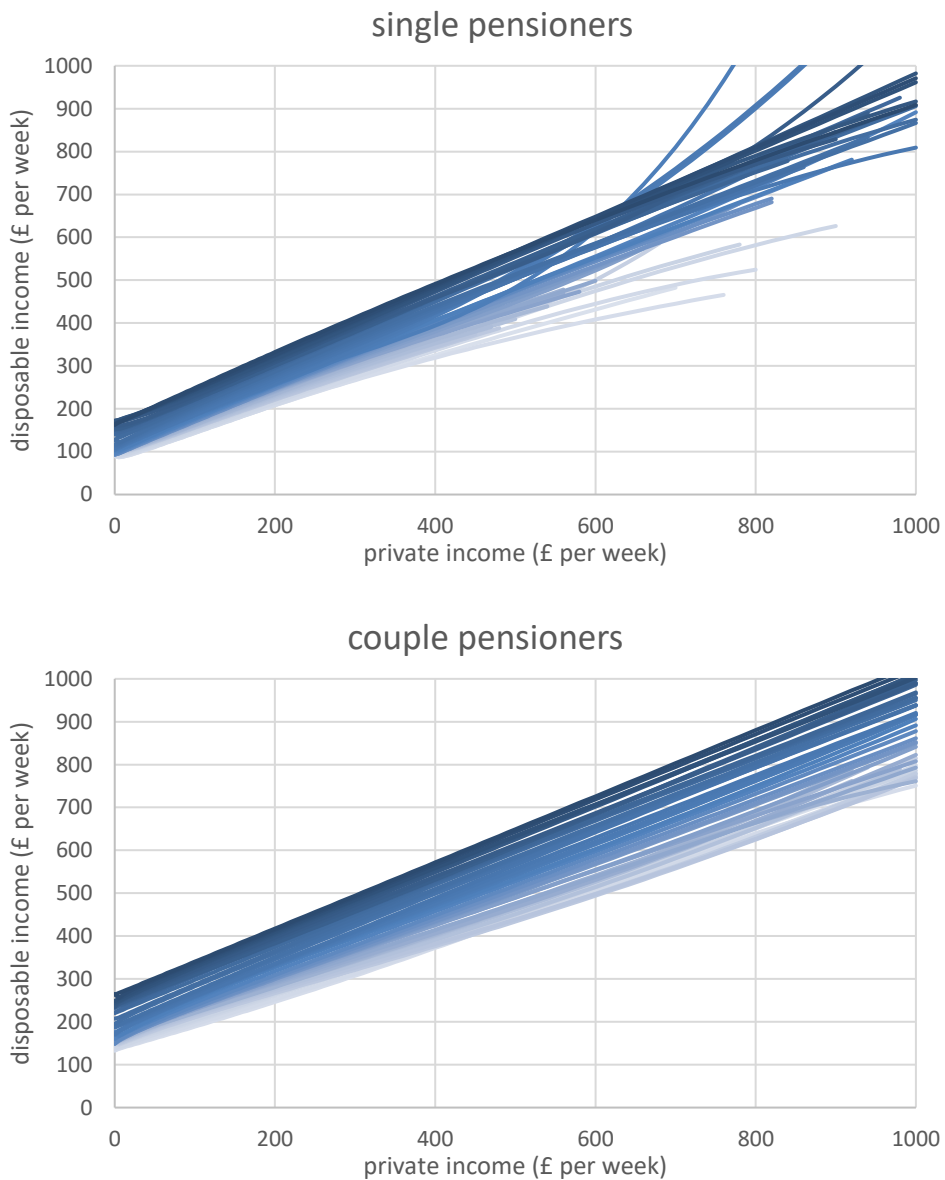 single pensioners
1000
900
800
700
600
500
400
300
200
100
0
disposable income (£ per week)
0 200 400 600 800 1000
private income (£ per week)
couple pensioners
1000
900
800
700
600
500
400
300
200
100
0
disposable income (£ per week)
0 200 400 600 800 1000
private income (£ per week)